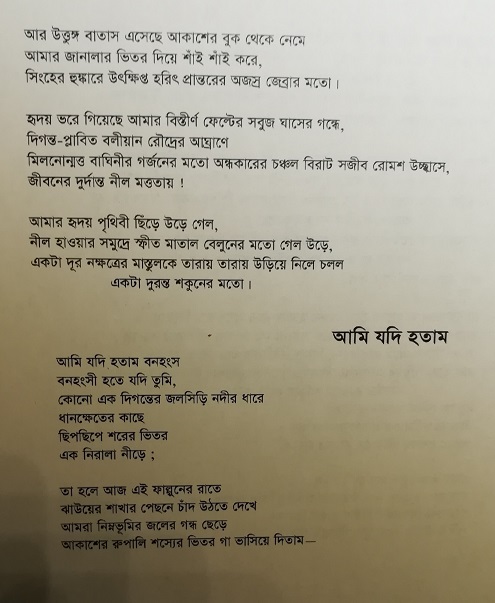 আর উত্তুঙ্গ বাতাস এসেছে আকাশের বুক থেকে নেমে
আমার জানালার ভিতর দিয়ে শাঁই শাঁই করে,
সিংহের হুঙ্কারে উৎক্ষিপ্ত হরিৎ প্রান্তরের অজস্র জেব্রার মতো।
হৃদয় ভরে গিয়েছে আমার বিস্তীর্ণ ফেল্টের সবুজ ঘাসের গন্ধে,
দিগন্ত-প্লাবিত বলীয়ান রৌদ্রের আঘ্রাণে
মিলনোন্মত্ত বাঘিনীর গর্জনের মতো অন্ধকারের চঞ্চল বিরাট সজীব রোমশ উচ্ছ্বাসে,
জীবনের দুর্দান্ত নীল মত্ততায় !
আমার হৃদয় পৃথিবী ছিঁড়ে উড়ে গেল,
নীল হাওয়ার সমুদ্রে স্ফীত মাতাল বেলুনের মতো গেল উড়ে,
একটা দূর নক্ষত্রের মাস্তুলকে তারায় তারায় উড়িয়ে নিলে চলল
একটা দুরন্ত শকুনের মতো।
আমি যদি হতাম
আমি যদি হতাম বনহংস
বনহংসী হতে যদি তুমি,
কোনো এক দিগন্তের জলসিড়ি নদীর ধারে
ধানক্ষেতের কাছে
ছিপছিপে শরের ভিতর
এক নিরালা নীড়ে ;
তা হলে আজ এই ফাল্গুনের রাতে
ঝাউয়ের শাখার পেছনে চাঁদ উঠতে দেখে
আমরা নিম্নভূমির জলের গন্ধ ছেড়ে
আকাশের রুপালি শস্যের ভিতর গা ভাসিয়ে দিতাম—